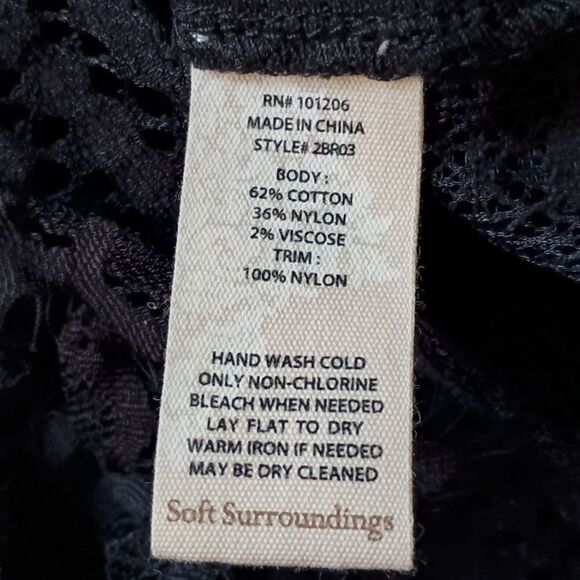 RN# 101206
MADE IN CHINA
STYLE# 2BR03
BODY :
62% COTTON
36% NYLON
2% VISCOSE
TRIM :
100% NYLON
HAND WASH COLD
ONLY NON-CHLORINE
BLEACH WHEN NEEDED
LAY FLAT TO DRY
WARM IRON IF NEEDED
MAY BE DRY CLEANED
Soft Surroundings